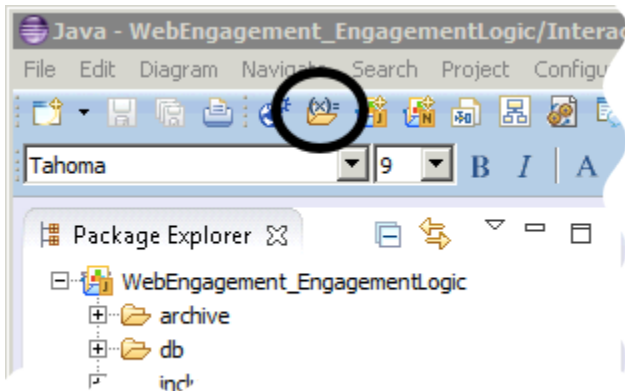 Java - WebEngagement_EngagementLogic/Interac
File Edit Diagram Navigate Search Project Configu
(x)=
Tahoma 9 B I A
Package Explorer
WebEngagement_EngagementLogic
archive
db